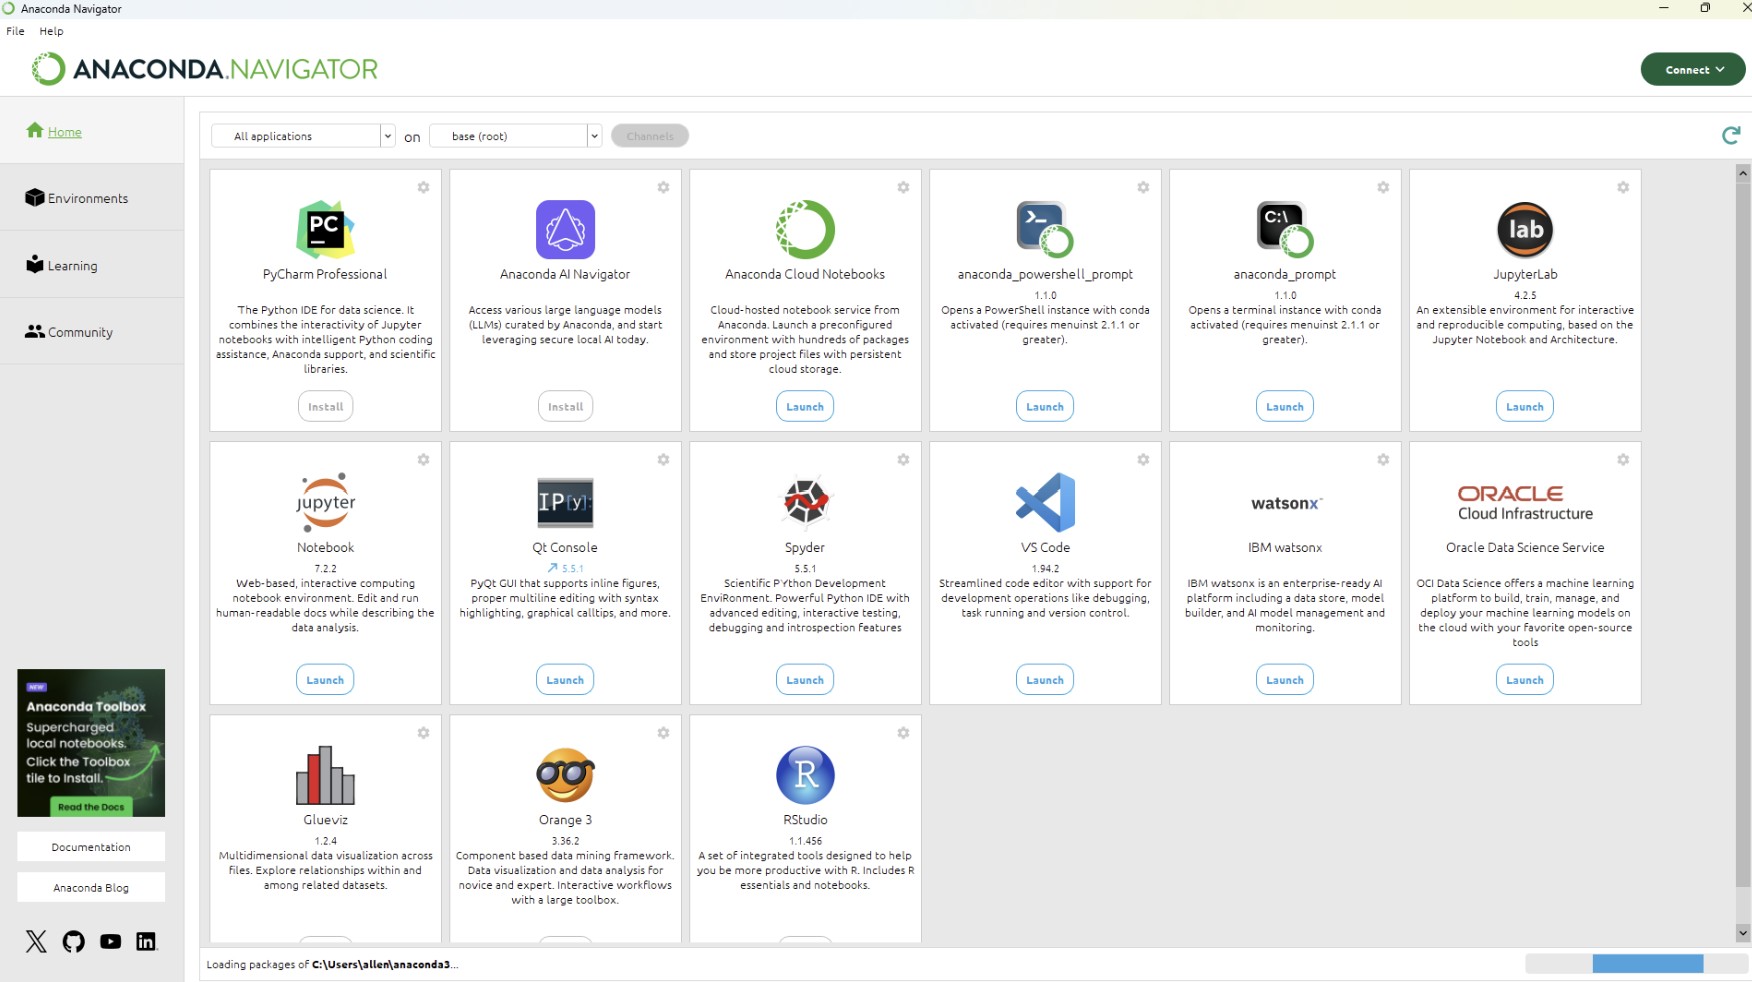 Anaconda Navigator
File Help
ANACONDA.NAVIGATOR
Connect
Home
Environments
Learning
Community
NEW
Anaconda Toolbox
Supercharged
local notebooks.
Click the Toolbox
tile to Install.
Read the Docs
Documentation
Anaconda Blog
All applications on base (root) Channels
PC
PyCharm Professional
The Python IDE for data science. It
combines the interactivity of Jupyter
notebooks with intelligent Python coding
assistance, Anaconda support, and scientific
libraries.
Install
Anaconda AI Navigator
Access various large language models
(LLMs) curated by Anaconda, and start
leveraging secure local AI today.
Install
Anaconda Cloud Notebooks
Cloud-hosted notebook service from
Anaconda. Launch a preconfigured
environment with hundreds of packages
and store project files with persistent
cloud storage.
Launch
anaconda_powershell_prompt
1.1.0
Opens a PowerShell instance with conda
activated (requires menuinst 2.1.1 or
greater).
Launch
C:\
anaconda_prompt
1.1.0
Opens a terminal instance with conda
activated (requires menuinst 2.1.1 or
greater).
Launch
lab
JupyterLab
4.2.5
An extensible environment for interactive
and reproducible computing, based on the
Jupyter Notebook and Architecture.
Launch
jupyter
Notebook
7.2.2
Web-based, interactive computing
notebook environment. Edit and run
human-readable docs while describing the
data analysis.
Launch
IP[y]:
Qt Console
5.5.1
PyQt GUI that supports inline figures,
proper multiline editing with syntax
highlighting, graphical calltips, and more.
Launch
Spyder
5.5.1
Scientific PYthon Development
EnviRonment. Powerful Python IDE with
advanced editing, interactive testing,
debugging and introspection features
Launch
VS Code
1.94.2
Streamlined code editor with support for
development operations like debugging,
task running and version control.
Launch
watsonx™
IBM watsonx
IBM watsonx is an enterprise-ready AI
platform including a data store, model
builder, and AI model management and
monitoring.
Launch
ORACLE
Cloud Infrastructure
Oracle Data Science Service
OCI Data Science offers a machine learning
platform to build, train, manage, and
deploy your machine learning models on
the cloud with your favorite open-source
tools
Launch
Glueviz
1.2.4
Multidimensional data visualization across
files. Explore relationships within and
among related datasets.
Orange 3
3.36.2
Component based data mining framework.
Data visualization and data analysis for
novice and expert. Interactive workflows
with a large toolbox.
R
RStudio
1.1.456
A set of integrated tools designed to help
you be more productive with R. Includes R
essentials and notebooks.
Loading packages of C:\Users\allen\anaconda3...